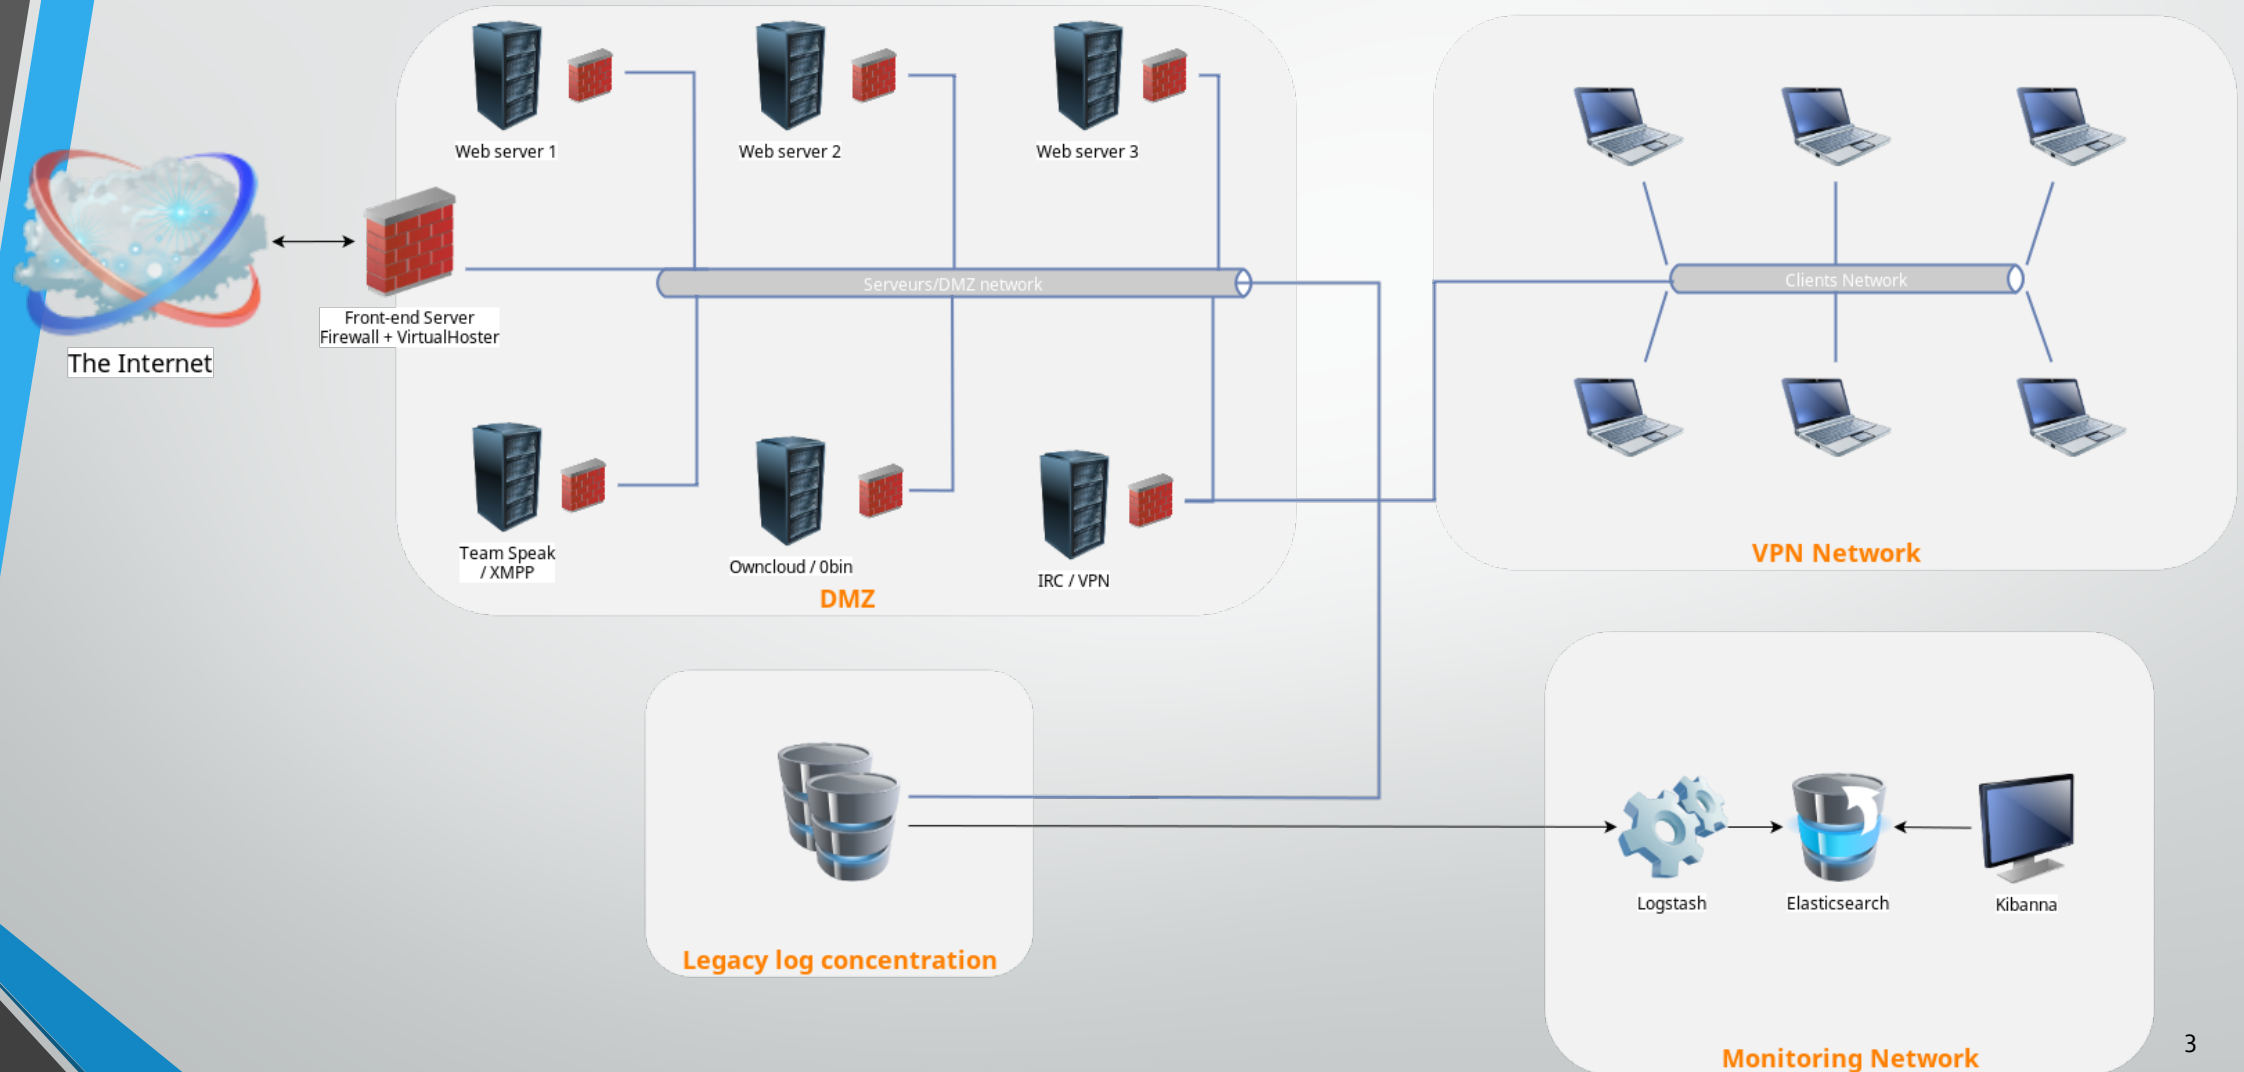 Web server 1
Web server 2
Web server 3
The Internet
Front-end Server
Firewall + VirtualHoster
Serveurs/DMZ network
Clients Network
Team Speak
/ XMPP
Owncloud / 0bin
IRC / VPN
DMZ
VPN Network
Legacy log concentration
Logstash
Elasticsearch
Kibanna
Monitoring Network
3